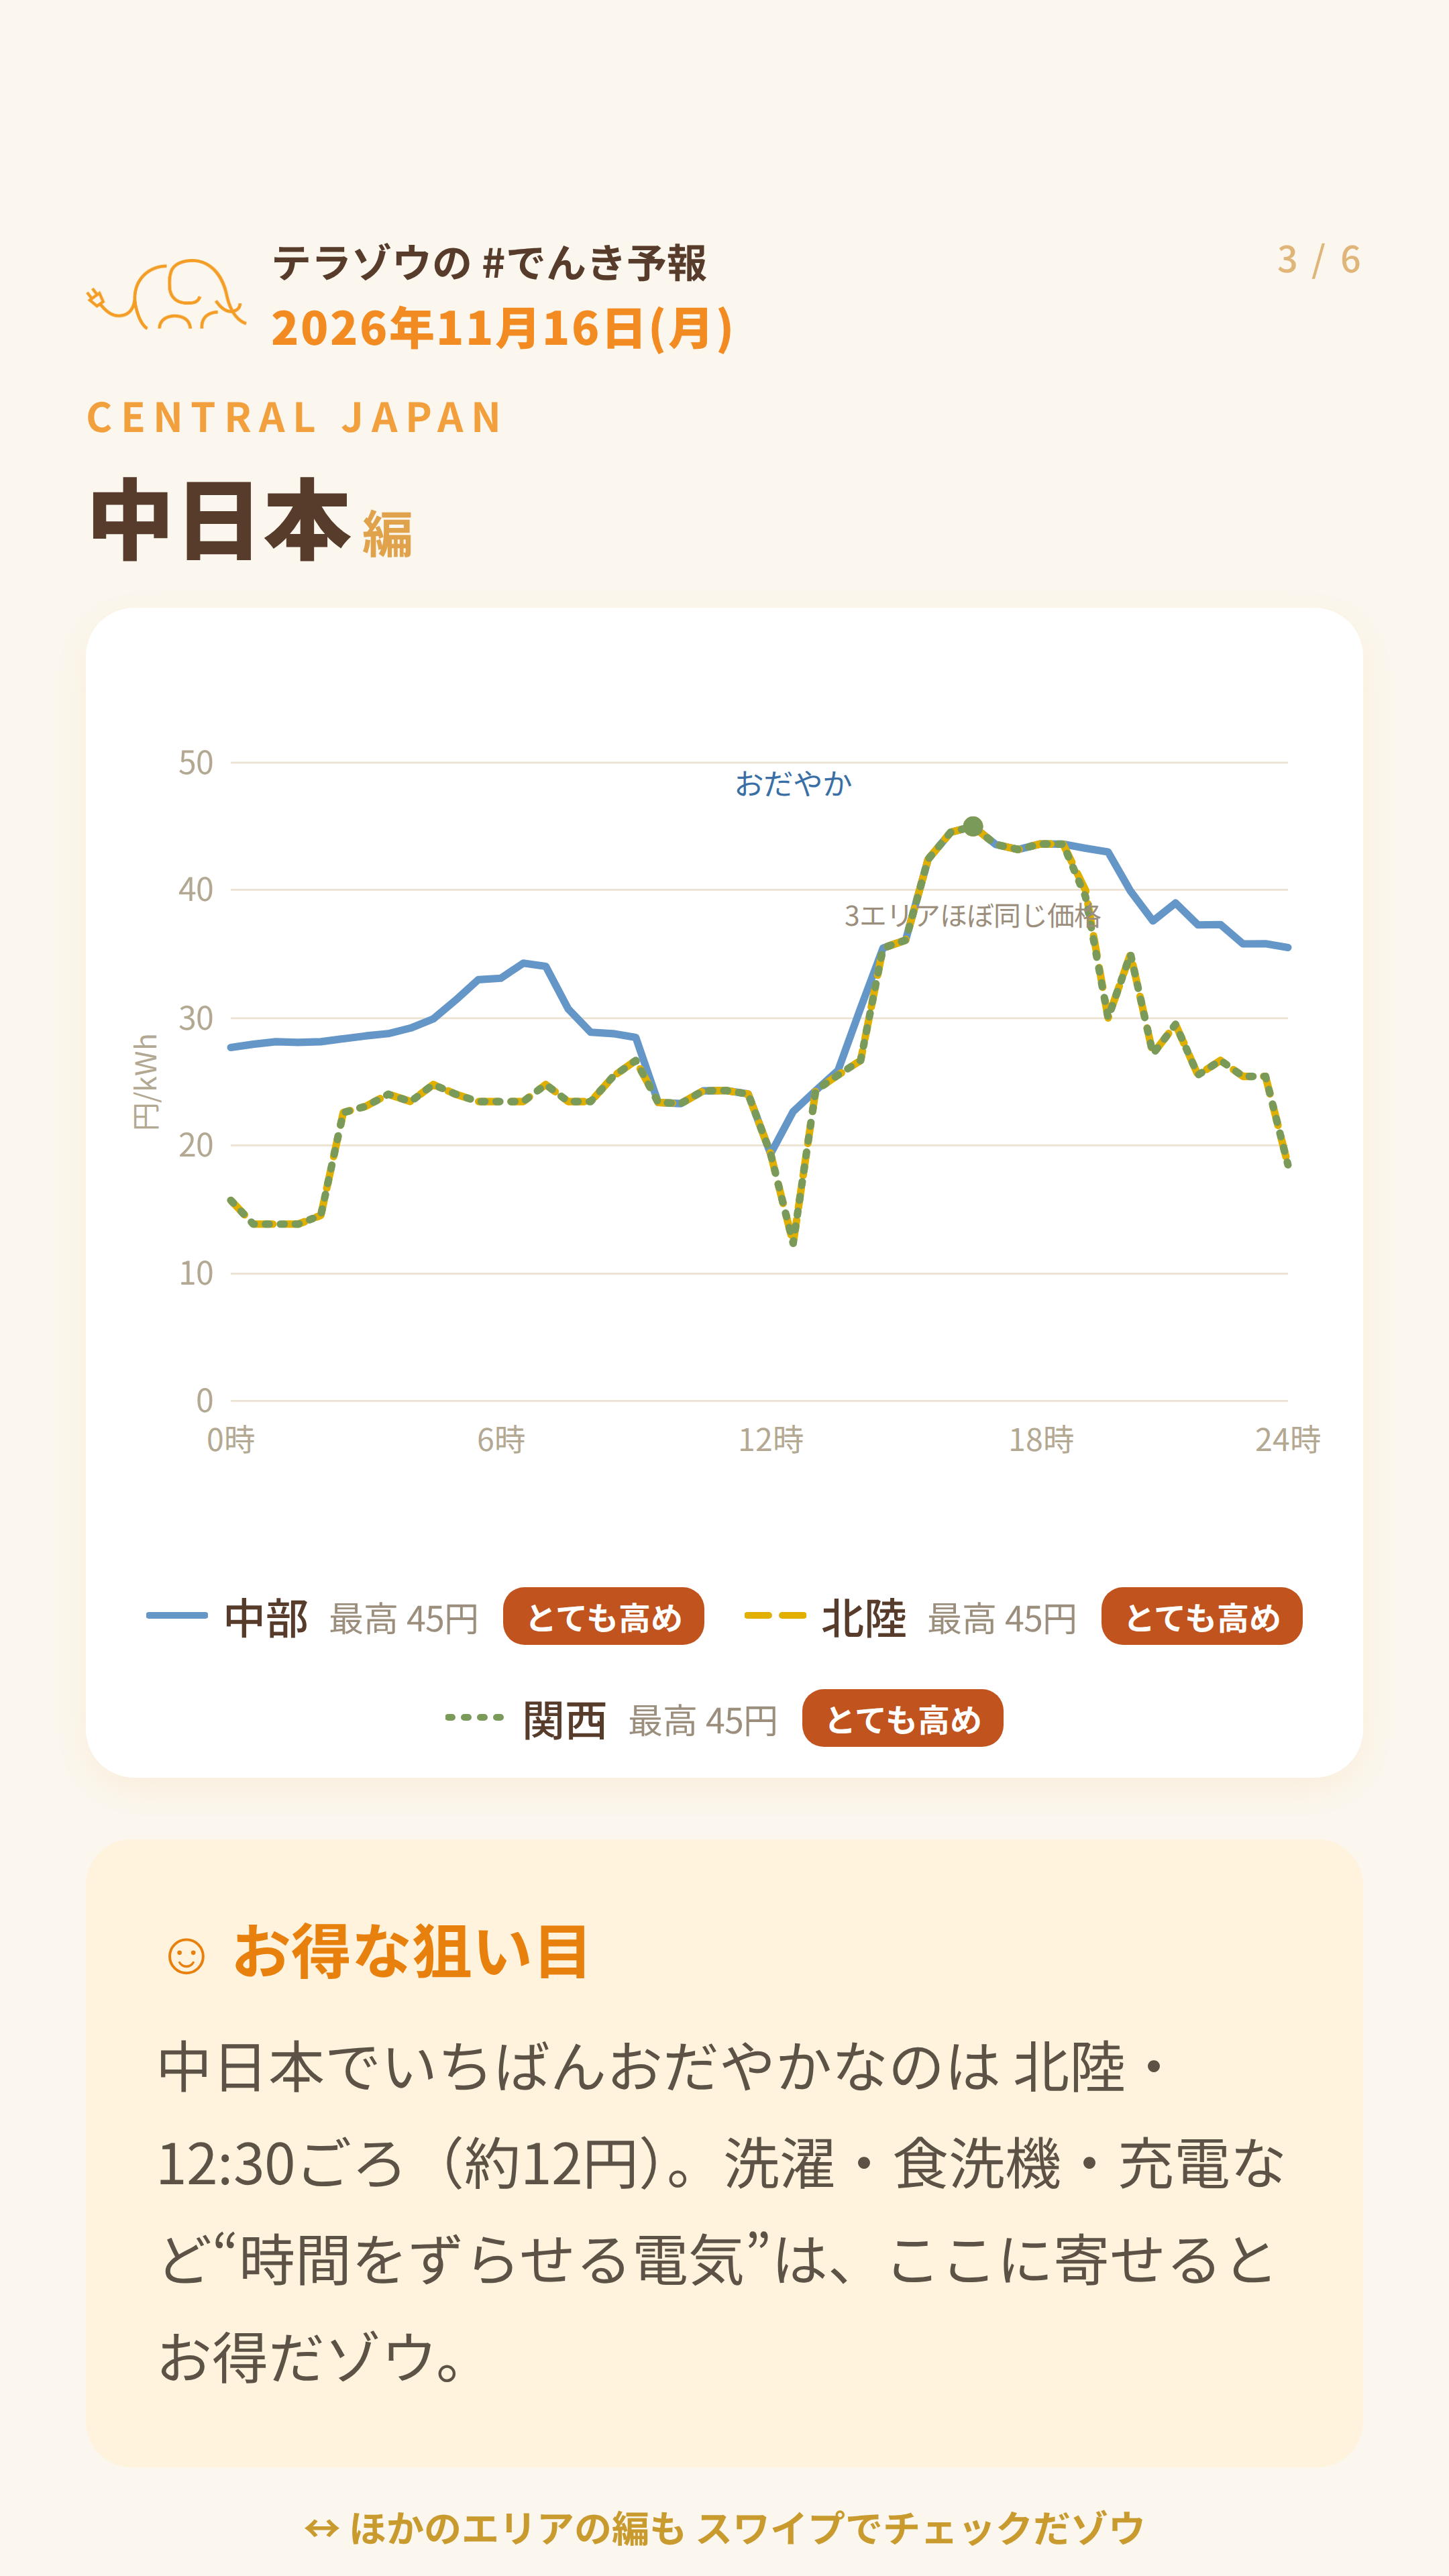 テラゾウの #でんき予報
2026年11月16日(月)
3 / 6
CENTRAL JAPAN
中日本 編
50
おだやか
40
3エリアほぼ同じ価格
30
円/kWh
20
10
0
0時 6時 12時 18時 24時
中部 最高 45円 とても高め 北陸 最高 45円 とても高め
関西 最高 45円 とても高め
☺ お得な狙い目
中日本でいちばんおだやかなのは 北陸・
12:30ごろ（約12円）。洗濯・食洗機・充電な
ど“時間をずらせる電気”は、ここに寄せると
お得だゾウ。
↔ ほかのエリアの編も スワイプでチェックだゾウ